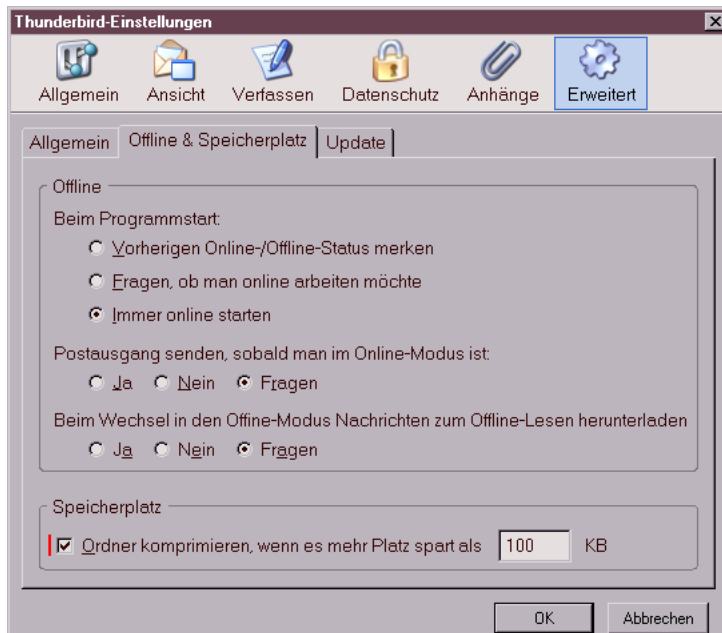 Thunderbird-Einstellungen
Allgemein Ansicht Verfassen Datenschutz Anhänge Erweitert
Allgemein Offline & Speicherplatz Update
Offline
Beim Programmstart:
Vorherigen Online-/Offline-Status merken
Fragen, ob man online arbeiten möchte
Immer online starten
Postausgang senden, sobald man im Online-Modus ist:
Ja Nein Fragen
Beim Wechsel in den Offine-Modus Nachrichten zum Offline-Lesen herunterladen
Ja Nein Fragen
Speicherplatz
Ordner komprimieren, wenn es mehr Platz spart als 100 KB
OK Abbrechen